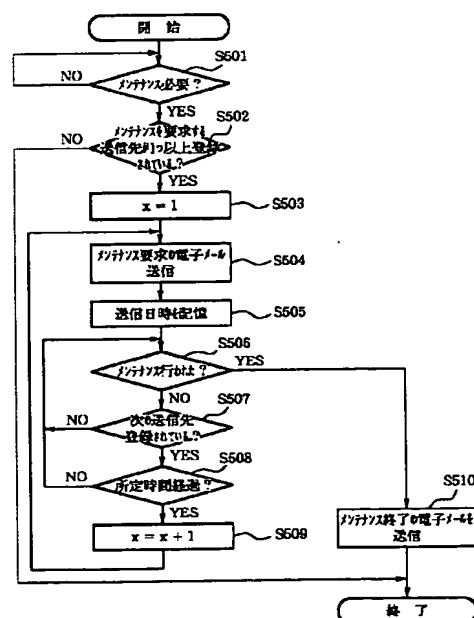 開始
S501
メンテナンス必要？
NO
YES
S502
メンテナンスを要求する
送信先が1つ以上登録
されている？
NO
YES
x = 1
S503
メンテナンス要求の電子メール
送信
S504
送信日時を記憶
S505
S506
メンテナンス行われた？
YES
NO
S507
次の送信先
登録されている？
NO
YES
S508
所定時間経過？
NO
YES
x = x + 1
S509
S510
メンテナンス終了の電子メールを
送信
終了